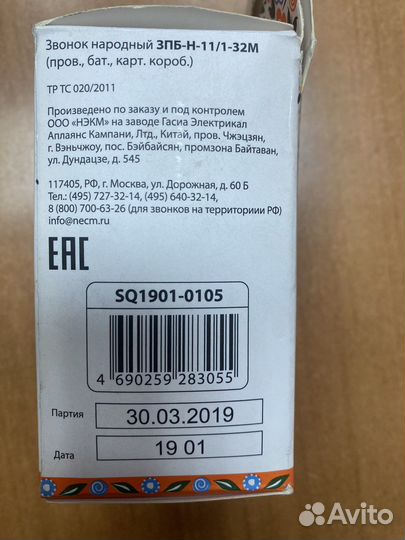 Звонок народный ЗПБ-Н-11/1-32М
(пров., бат., карт. короб.)
ТР ТС 020/2011
Произведено по заказу и под контролем
ООО «НЭКМ» на заводе Гасиа Электрикал
Аплаянс Кампани, Лтд., Китай, пров. Чжэцзян,
г. Вэньчжоу, пос. Бэйбайсян, промзона Байтаван,
ул. Дундацзе, д. 545
117405, РФ, г. Москва, ул. Дорожная, д. 60 Б
Тел.: (495) 727-32-14, (495) 640-32-14,
8 (800) 700-63-26 (для звонков на территориии РФ)
info@necm.ru
ЕАС
SQ1901-0105
4 690259 283055
Партия 30.03.2019
Дата 19 01
Avito